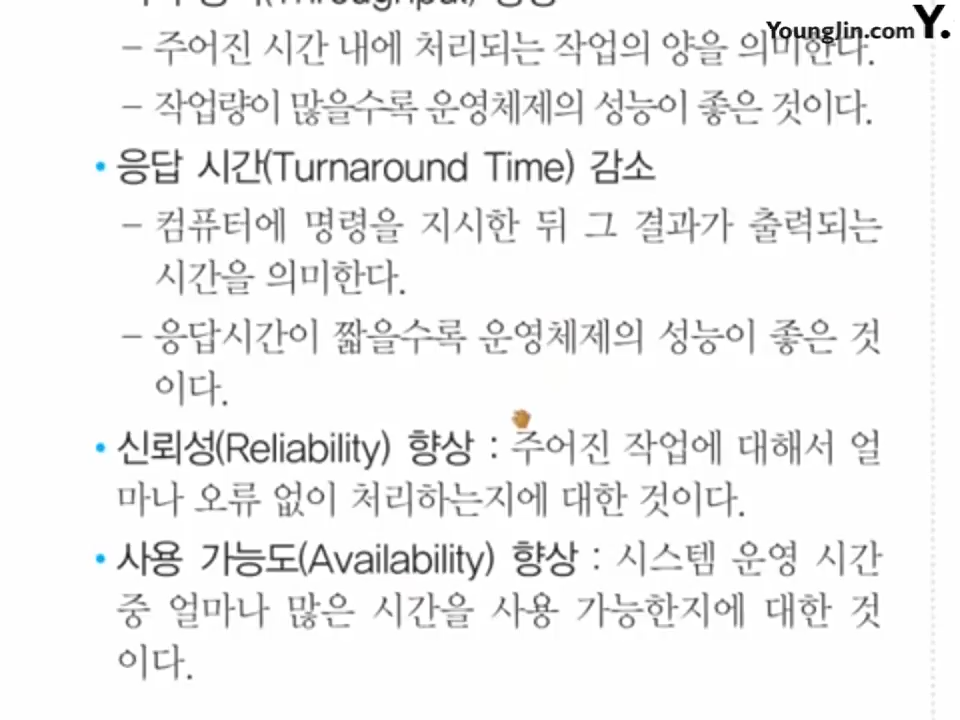 YoungJin.com Y.
– 주어진 시간 내에 처리되는 작업의 양을 의미한다.
– 작업량이 많을수록 운영체제의 성능이 좋은 것이다.
• 응답 시간(Turnaround Time) 감소
– 컴퓨터에 명령을 지시한 뒤 그 결과가 출력되는
시간을 의미한다.
– 응답시간이 짧을수록 운영체제의 성능이 좋은 것
이다.
• 신뢰성(Reliability) 향상 : 주어진 작업에 대해서 얼
마나 오류 없이 처리하는지에 대한 것이다.
• 사용 가능도(Availability) 향상 : 시스템 운영 시간
중 얼마나 많은 시간을 사용 가능한지에 대한 것
이다.